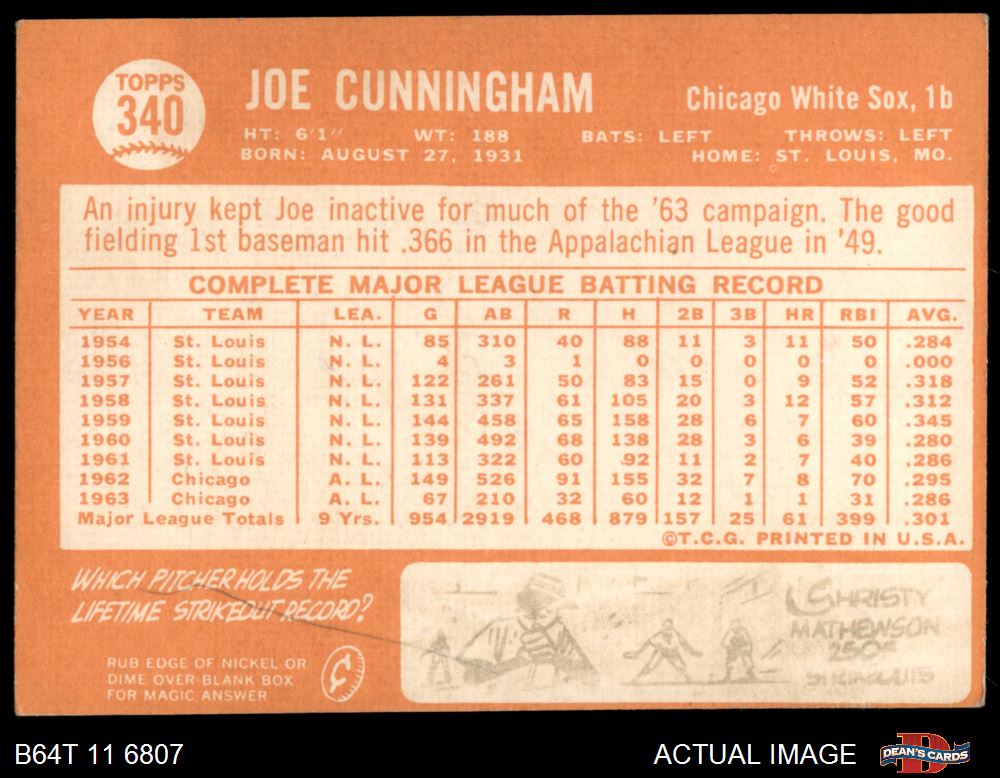 TOPPS
340
JOE CUNNINGHAM
Chicago White Sox, 1b
HT: 6'1" WT: 188 BATS: LEFT THROWS: LEFT
BORN: AUGUST 27, 1931 HOME: ST. LOUIS, MO.
An injury kept Joe inactive for much of the '63 campaign. The good
fielding 1st baseman hit .366 in the Appalachian League in '49.
COMPLETE MAJOR LEAGUE BATTING RECORD
YEAR TEAM LEA. G AB R H 2B 3B HR RBI AVG.
1954 St. Louis N. L. 85 310 40 88 11 3 11 50 .284
1956 St. Louis N. L. 4 3 1 0 0 0 0 0 .000
1957 St. Louis N. L. 122 261 50 83 15 0 9 52 .318
1958 St. Louis N. L. 131 337 61 105 20 3 12 57 .312
1959 St. Louis N. L. 144 458 65 158 28 6 7 60 .345
1960 St. Louis N. L. 139 492 68 138 28 3 6 39 .280
1961 St. Louis N. L. 113 322 60 92 11 2 7 40 .286
1962 Chicago A. L. 149 526 91 155 32 7 8 70 .295
1963 Chicago A. L. 67 210 32 60 12 1 1 31 .286
Major League Totals 9 Yrs. 954 2919 468 879 157 25 61 399 .301
©T.C.G. PRINTED IN U.S.A.
WHICH PITCHER HOLDS THE
LIFETIME STRIKEOUT RECORD?
RUB EDGE OF NICKEL OR
DIME OVER BLANK BOX
FOR MAGIC ANSWER
CHRISTY
MATHEWSON
STRIKEOUTS
B64T 11 6807
ACTUAL IMAGE
DEAN'S CARDS